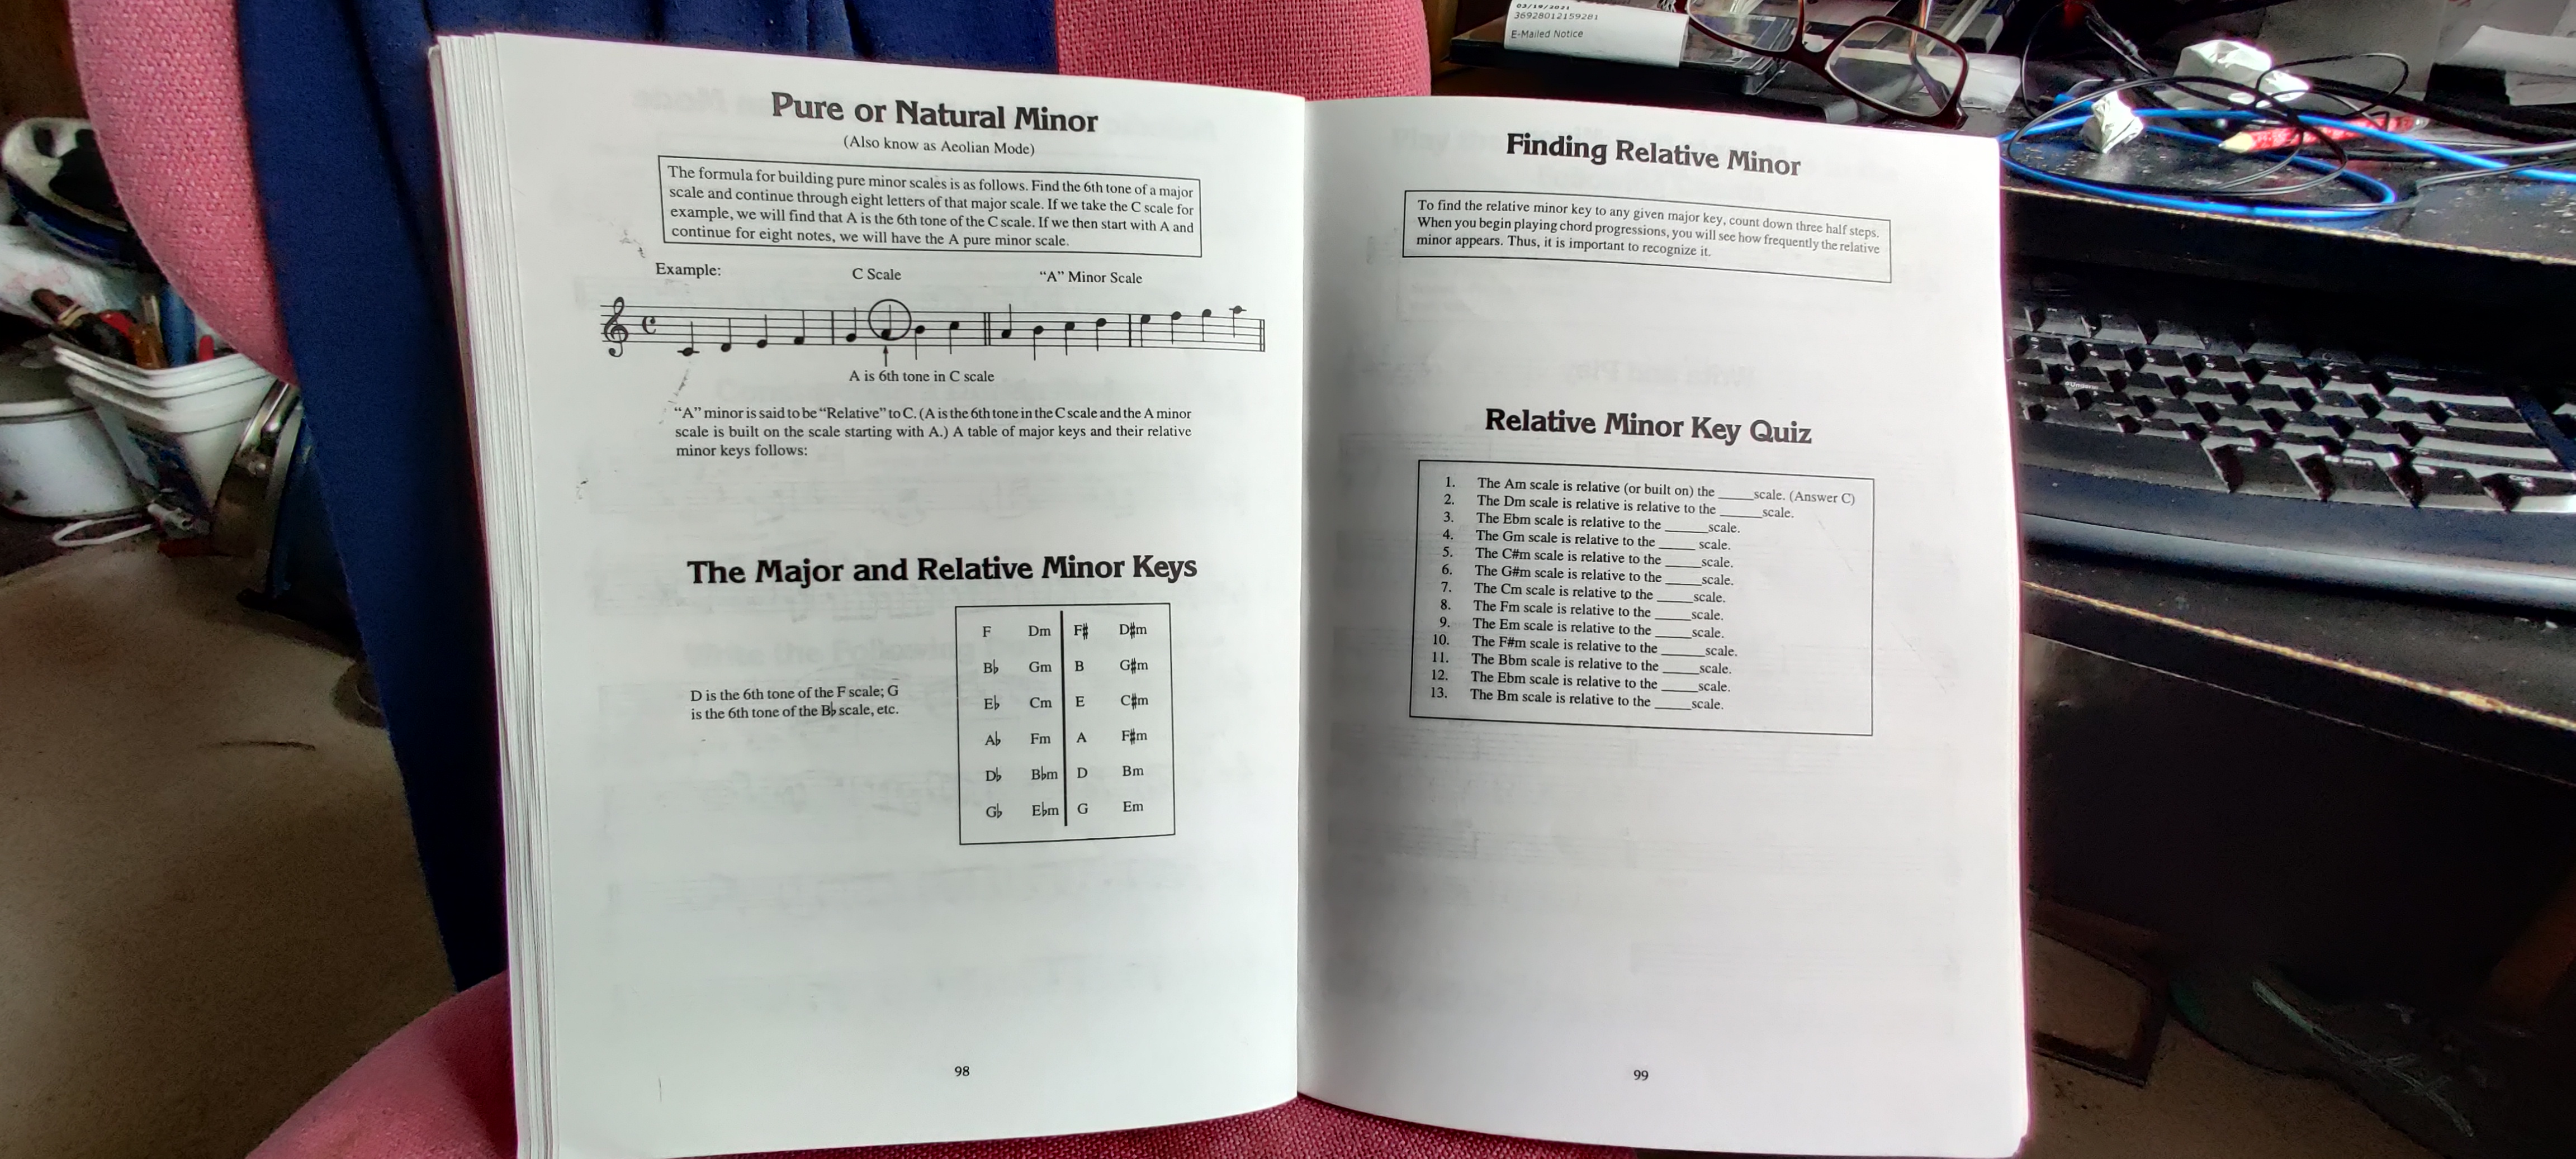 03/19/2021
36928012159281
E-Mailed Notice
Pure or Natural Minor
(Also know as Aeolian Mode)
The formula for building pure minor scales is as follows. Find the 6th tone of a major
scale and continue through eight letters of that major scale. If we take the C scale for
example, we will find that A is the 6th tone of the C scale. If we then start with A and
continue for eight notes, we will have the A pure minor scale.
Example: C Scale “A” Minor Scale
A is 6th tone in C scale
“A” minor is said to be “Relative” to C. (A is the 6th tone in the C scale and the A minor
scale is built on the scale starting with A.) A table of major keys and their relative
minor keys follows:
The Major and Relative Minor Keys
D is the 6th tone of the F scale; G
is the 6th tone of the B♭ scale, etc.
F Dm F♯ D♯m
B♭ Gm B G♯m
E♭ Cm E C♯m
A♭ Fm A F♯m
D♭ B♭m D Bm
G♭ E♭m G Em
98
Finding Relative Minor
To find the relative minor key to any given major key, count down three half steps.
When you begin playing chord progressions, you will see how frequently the relative
minor appears. Thus, it is important to recognize it.
Relative Minor Key Quiz
1. The Am scale is relative (or built on) the _____scale. (Answer C)
2. The Dm scale is relative is relative to the ______scale.
3. The Ebm scale is relative to the ______scale.
4. The Gm scale is relative to the _____ scale.
5. The C#m scale is relative to the _____scale.
6. The G#m scale is relative to the _____scale.
7. The Cm scale is relative to the _____scale.
8. The Fm scale is relative to the _____scale.
9. The Em scale is relative to the _____scale.
10. The F#m scale is relative to the ______scale.
11. The Bbm scale is relative to the _____scale.
12. The Ebm scale is relative to the _____scale.
13. The Bm scale is relative to the _____scale.
99